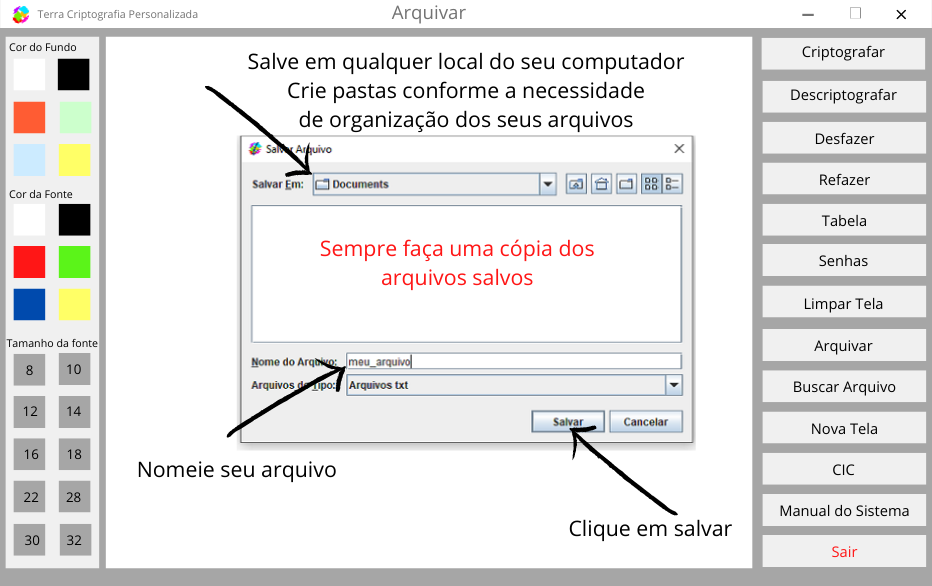 Terra Criptografia Personalizada
Arquivar
Cor do Fundo
Cor da Fonte
Tamanho da fonte
8 10
12 14
16 18
22 28
30 32
Salve em qualquer local do seu computador
Crie pastas conforme a necessidade
de organização dos seus arquivos
Salvar Arquivo
Salvar Em: Documents
Sempre faça uma cópia dos
arquivos salvos
Nome do Arquivo: meu_arquivo
Arquivos do Tipo: Arquivos txt
Salvar Cancelar
Nomeie seu arquivo
Clique em salvar
Criptografar
Descriptografar
Desfazer
Refazer
Tabela
Senhas
Limpar Tela
Arquivar
Buscar Arquivo
Nova Tela
CIC
Manual do Sistema
Sair